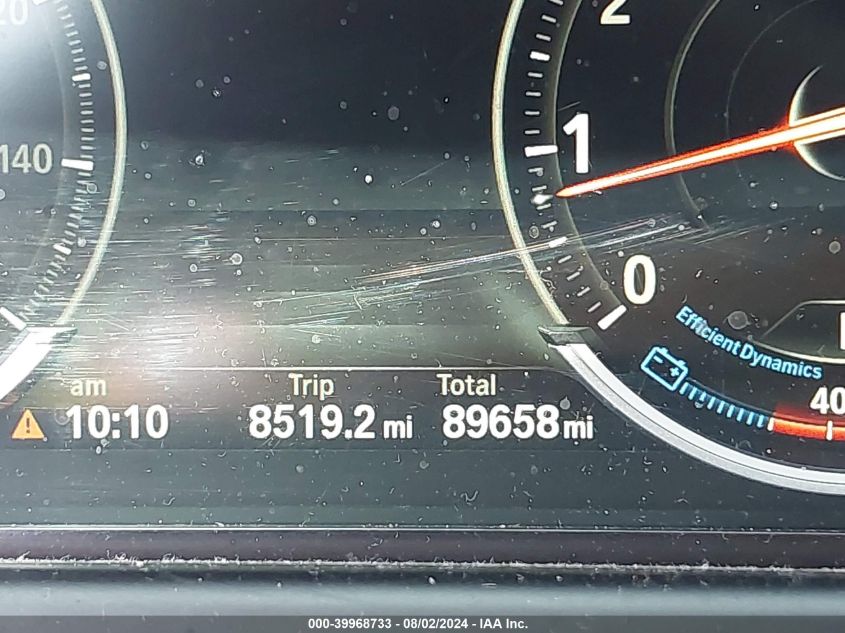 20
140
2
1
0
Efficient Dynamics
40
am Trip Total
10:10 8519.2 mi 89658 mi
000-39968733 - 08/02/2024 - IAA Inc.